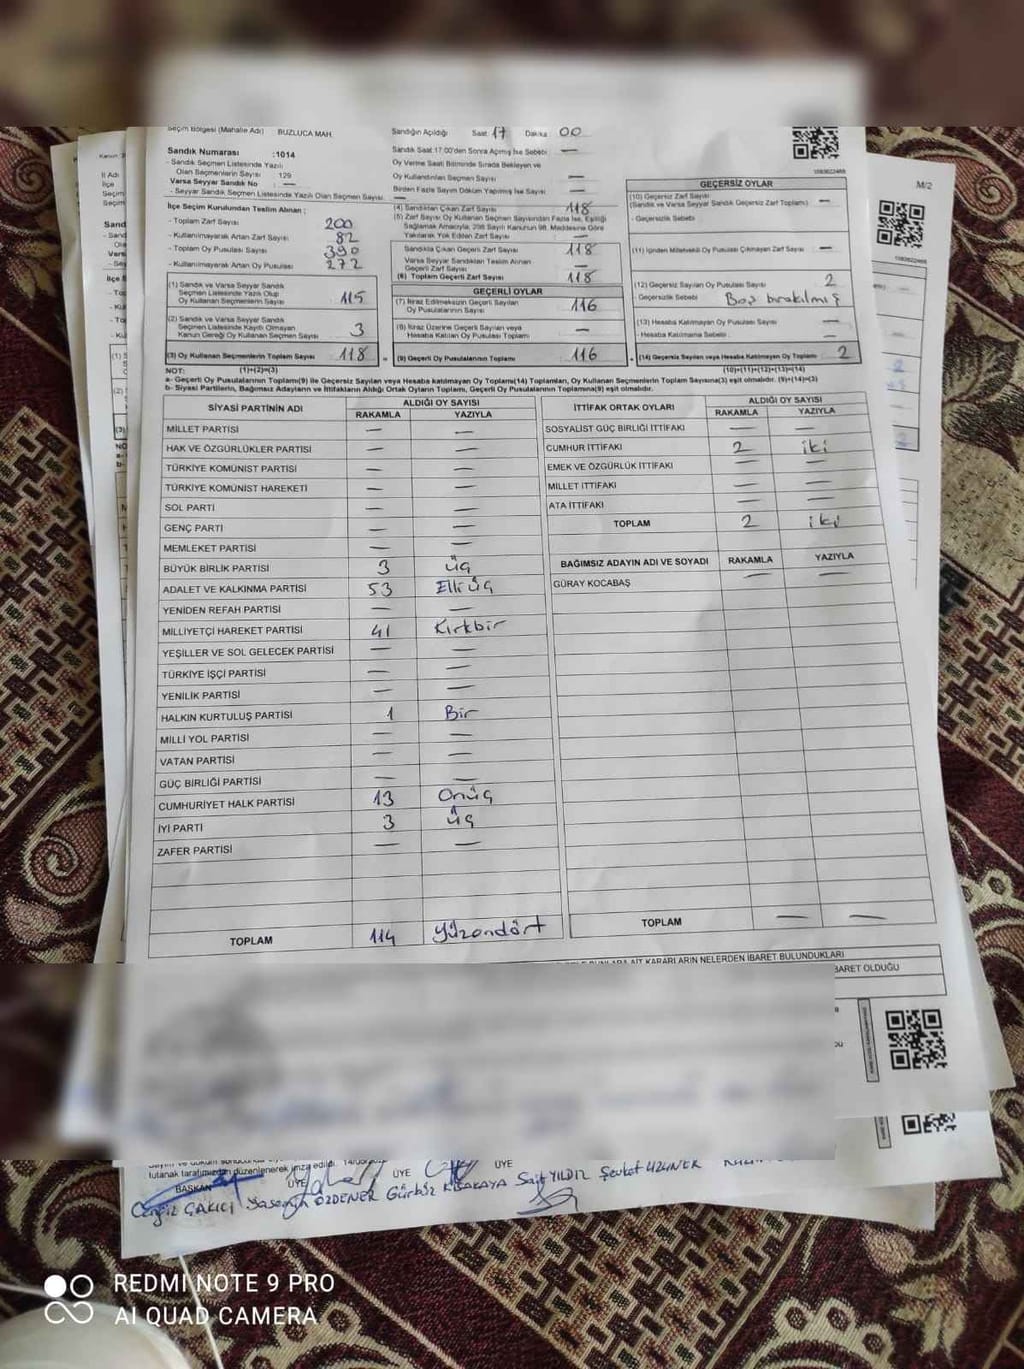 Seçim Bölgesi (Mahalle Adı) BUZLUCA MAH.
Sandık Numarası :1014
- Sandık Seçmen Listesinde Yazılı
Olan Seçmenlerin Sayısı 129
Varsa Seyyar Sandık No : —
- Seyyar Sandık Seçmen Listesinde Yazılı Olan Seçmen Sayısı: —
İlçe Seçim Kurulundan Teslim Alınan ;
- Toplam Zarf Sayısı 200
- Kullanılmayarak Artan Zarf Sayısı 82
- Toplam Oy Pusulası Sayısı 390
- Kullanılmayarak Artan Oy Pusulası 272
(1) Sandık ve Varsa Seyyar Sandık
Seçmen Listesinde Yazılı Olup
Oy Kullanan Seçmenlerin Sayısı 115
(2) Sandık ve Varsa Seyyar Sandık
Seçmen Listesinde Kayıtlı Olmayan
Kanun Gereği Oy Kullanan Seçmen Sayısı 3
(3) Oy Kullanan Seçmenlerin Toplam Sayısı 118
Sandığın Açıldığı Saat: 17 Dakika 00
Sandık Saat 17:00'den Sonra Açılmış İse Sebebi —
Oy Verme Saati Bitiminde Sırada Bekleyen ve
Oy Kullandırılan Seçmen Sayısı —
Birden Fazla Sayım Döküm Yapılmış İse Sayısı —
(4) Sandıktan Çıkan Zarf Sayısı 118
(5) Zarf Sayısı Oy Kullanan Seçmen Sayısından Fazla İse, Eşitliği
Sağlamak Amacıyla, 298 Sayılı Kanunun 98. Maddesine Göre
Yakılarak Yok Edilen Zarf Sayısı —
Sandıkta Çıkan Geçerli Zarf Sayısı 118
Varsa Seyyar Sandıktan Teslim Alınan
Geçerli Zarf Sayısı —
(6) Toplam Geçerli Zarf Sayısı 118
GEÇERLİ OYLAR
(7) İtiraz Edilmeksizin Geçerli Sayılan
Oy Pusulalarının Sayısı 116
(8) İtiraz Üzerine Geçerli Sayılan veya
Hesaba Katılan Oy Pusulası Toplamı —
(9) Geçerli Oy Pusulalarının Toplamı 116
1083622466
M/2
GEÇERSİZ OYLAR
(10) Geçersiz Zarf Sayısı
(Sandık ve Varsa Seyyar Sandık Geçersiz Zarf Toplamı) —
- Geçersizlik Sebebi
(11) İçinden Milletvekili Oy Pusulası Çıkmayan Zarf Sayısı —
(12) Geçersiz Sayılan Oy Pusulası Sayısı 2
- Geçersizlik Sebebi Boş bırakılmış
(13) Hesaba Katılmayan Oy Pusulası Sayısı —
- Hesaba Katılmama Sebebi —
(14) Geçersiz Sayılan veya Hesaba Katılmayan Oy Toplamı 2
NOT: (1)+(2)=(3) (10)+(11)+(12)+(13)=(14)
a- Geçerli Oy Pusulalarının Toplamı(9) ile Geçersiz Sayılan veya Hesaba katılmayan Oy Toplamı(14) Toplamları, Oy Kullanan Seçmenlerin Toplam Sayısına(3) eşit olmalıdır. (9)+(14)=(3)
b- Siyasi Partilerin, Bağımsız Adayların ve İttifakların Aldığı Oy Ortak Oyların Toplamı, Geçerli Oy Pusulalarının Toplamına(9) eşit olmalıdır.
SİYASİ PARTİNİN ADI ALDIĞI OY SAYISI
RAKAMLA YAZIYLA
MİLLET PARTİSİ — —
HAK VE ÖZGÜRLÜKLER PARTİSİ — —
TÜRKİYE KOMÜNİST PARTİSİ — —
TÜRKİYE KOMÜNİST HAREKETİ — —
SOL PARTİ — —
GENÇ PARTİ — —
MEMLEKET PARTİSİ — —
BÜYÜK BİRLİK PARTİSİ 3 üç
ADALET VE KALKINMA PARTİSİ 53 Elliüç
YENİDEN REFAH PARTİSİ — —
MİLLİYETÇİ HAREKET PARTİSİ 41 Kırkbir
YEŞİLLER VE SOL GELECEK PARTİSİ — —
TÜRKİYE İŞÇİ PARTİSİ — —
YENİLİK PARTİSİ — —
HALKIN KURTULUŞ PARTİSİ 1 Bir
MİLLİ YOL PARTİSİ — —
VATAN PARTİSİ — —
GÜÇ BİRLİĞİ PARTİSİ — —
CUMHURİYET HALK PARTİSİ 13 Onüç
İYİ PARTİ 3 üç
ZAFER PARTİSİ — —
TOPLAM 114 Yüzondört
İTTİFAK ORTAK OYLARI ALDIĞI OY SAYISI
RAKAMLA YAZIYLA
SOSYALİST GÜÇ BİRLİĞİ İTTİFAKI — —
CUMHUR İTTİFAKI 2 iki
EMEK VE ÖZGÜRLÜK İTTİFAKI — —
MİLLET İTTİFAKI — —
ATA İTTİFAKI — —
TOPLAM 2 iki
BAĞIMSIZ ADAYIN ADI VE SOYADI RAKAMLA YAZIYLA
GÜRAY KOCABAŞ — —
TOPLAM — —
BUNLARA AİT KARARLARIN NELERDEN İBARET BULUNDUKLARI
BARET OLDUĞU
tutanak tarafımızdan düzenlenerek imza edildi.
BAŞKAN ÜYE ÜYE ÜYE
Cengiz ÇAKICI Yasemin ÖZDENER Gürbüz KISAKAYA Sait YILDIZ Şevket UZUNER
REDMI NOTE 9 PRO
AI QUAD CAMERA